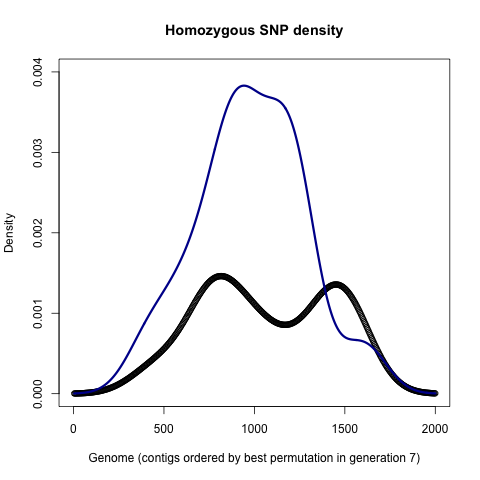 Homozygous SNP density
Density
0.004
0.003
0.002
0.001
0.000
0 500 1000 1500 2000
Genome (contigs ordered by best permutation in generation 7)